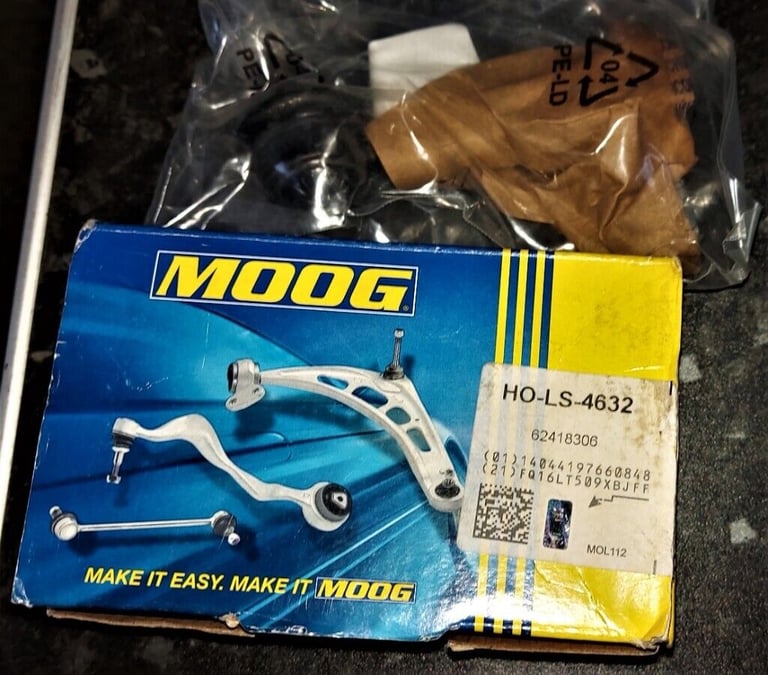 04
PE-LD
MOOG
HO-LS-4632
62418306
(01)14044197660848
(21)FQ16LT509XBJFF
MOL112
MAKE IT EASY. MAKE IT MOOG